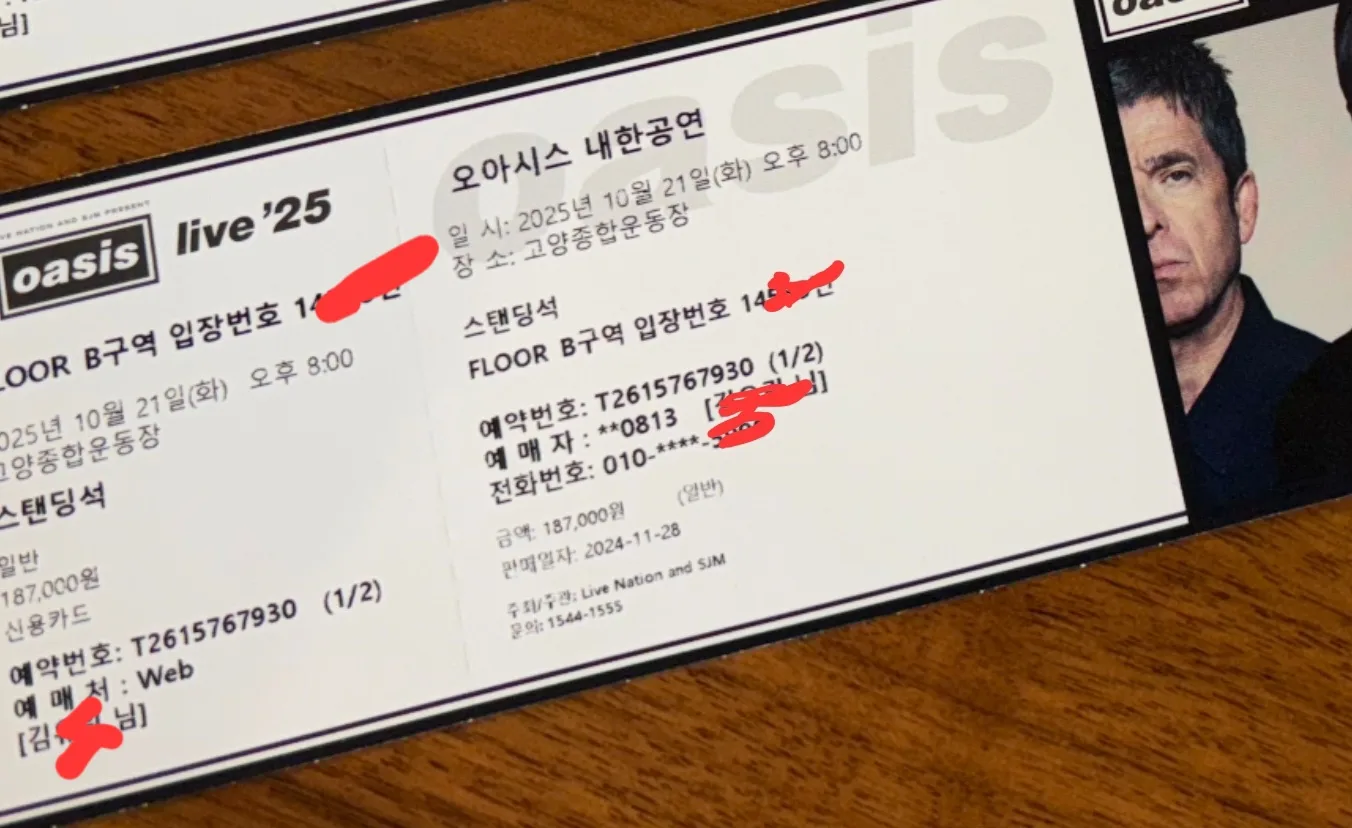 님]
LIVE NATION AND SJM PRESENT
oasis live '25
FLOOR B구역 입장번호 14
2025년 10월 21일(화) 오후 8:00
고양종합운동장
스탠딩석
일반
187,000원
신용카드
예약번호: T2615767930 (1/2)
예 매 처 : Web
[김 님]
oasis
오아시스 내한공연
일 시: 2025년 10월 21일(화) 오후 8:00
장 소: 고양종합운동장
스탠딩석
FLOOR B구역 입장번호 14
예약번호: T2615767930 (1/2)
예 매 자 : **0813 [ 님]
전화번호: 010-****-
금액: 187,000원 (일반)
판매일자: 2024-11-28
주최/주관: Live Nation and SJM
문의: 1544-1555
oasis